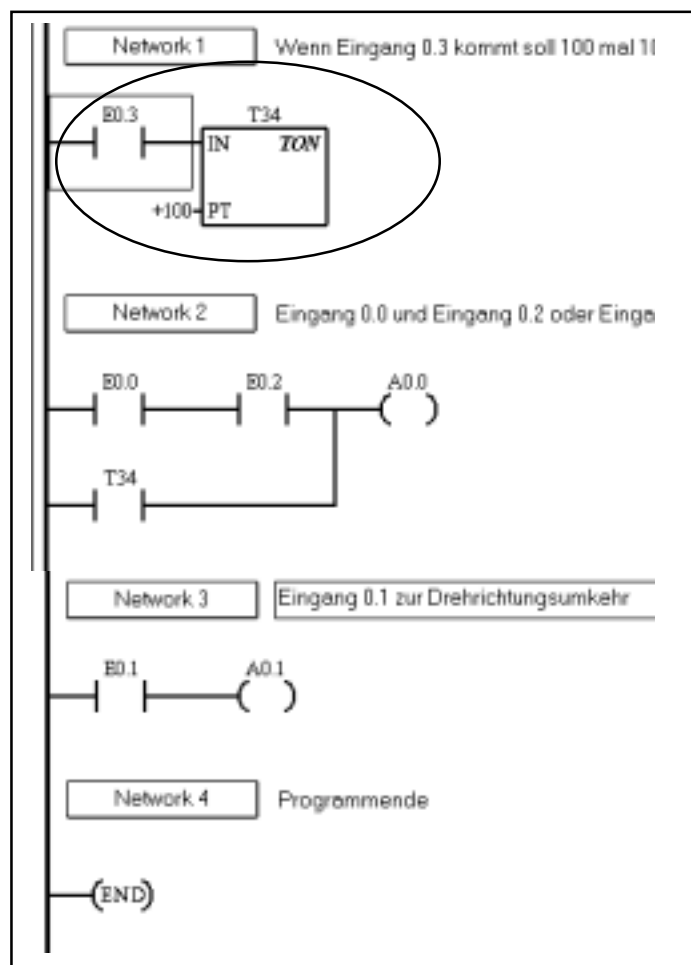 Network 1 Wenn Eingang 0.3 kommt soll 100 mal
E0.3 T34
IN TON
+100 PT
Network 2 Eingang 0.0 und Eingang 0.2 oder
E0.0 E0.2 A0.0
( )
T34
Network 3 Eingang 0.1 zur Drehrichtungsumkehr
E0.1 A0.1
( )
Network 4 Programmende
(END)